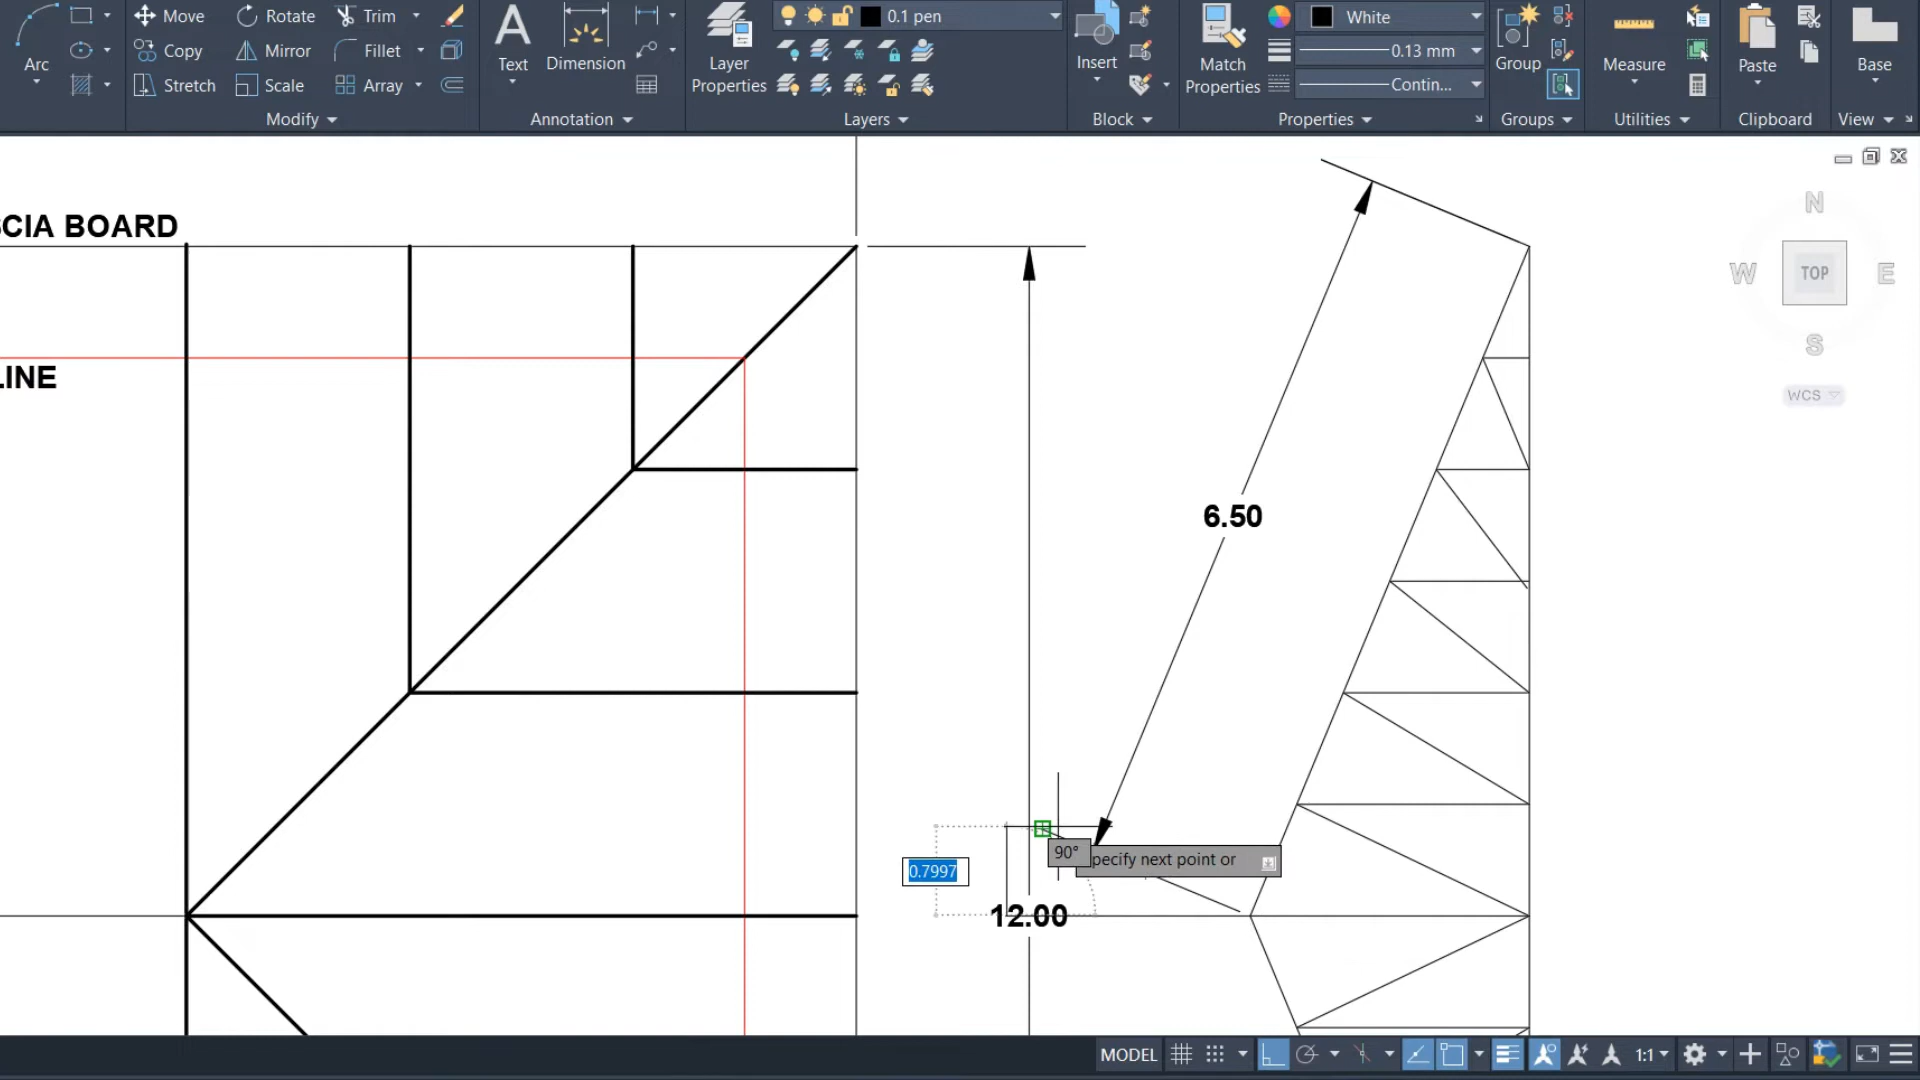 Move
Rotate
Trim
0.1 pen
White
Arc
Copy
Mirror
Fillet
Text
Dimension
Layer
Properties
Insert
Match
Properties
0.13 mm
Group
Measure
Paste
Base
Stretch
Scale
Array
Contin...
Modify
Annotation
Layers
Block
Properties
Groups
Utilities
Clipboard
View
N
W
TOP
E
S
WCS
SCIA BOARD
LINE
6.50
90°
pecify next point or
0.7997
12.00
MODEL
1:1